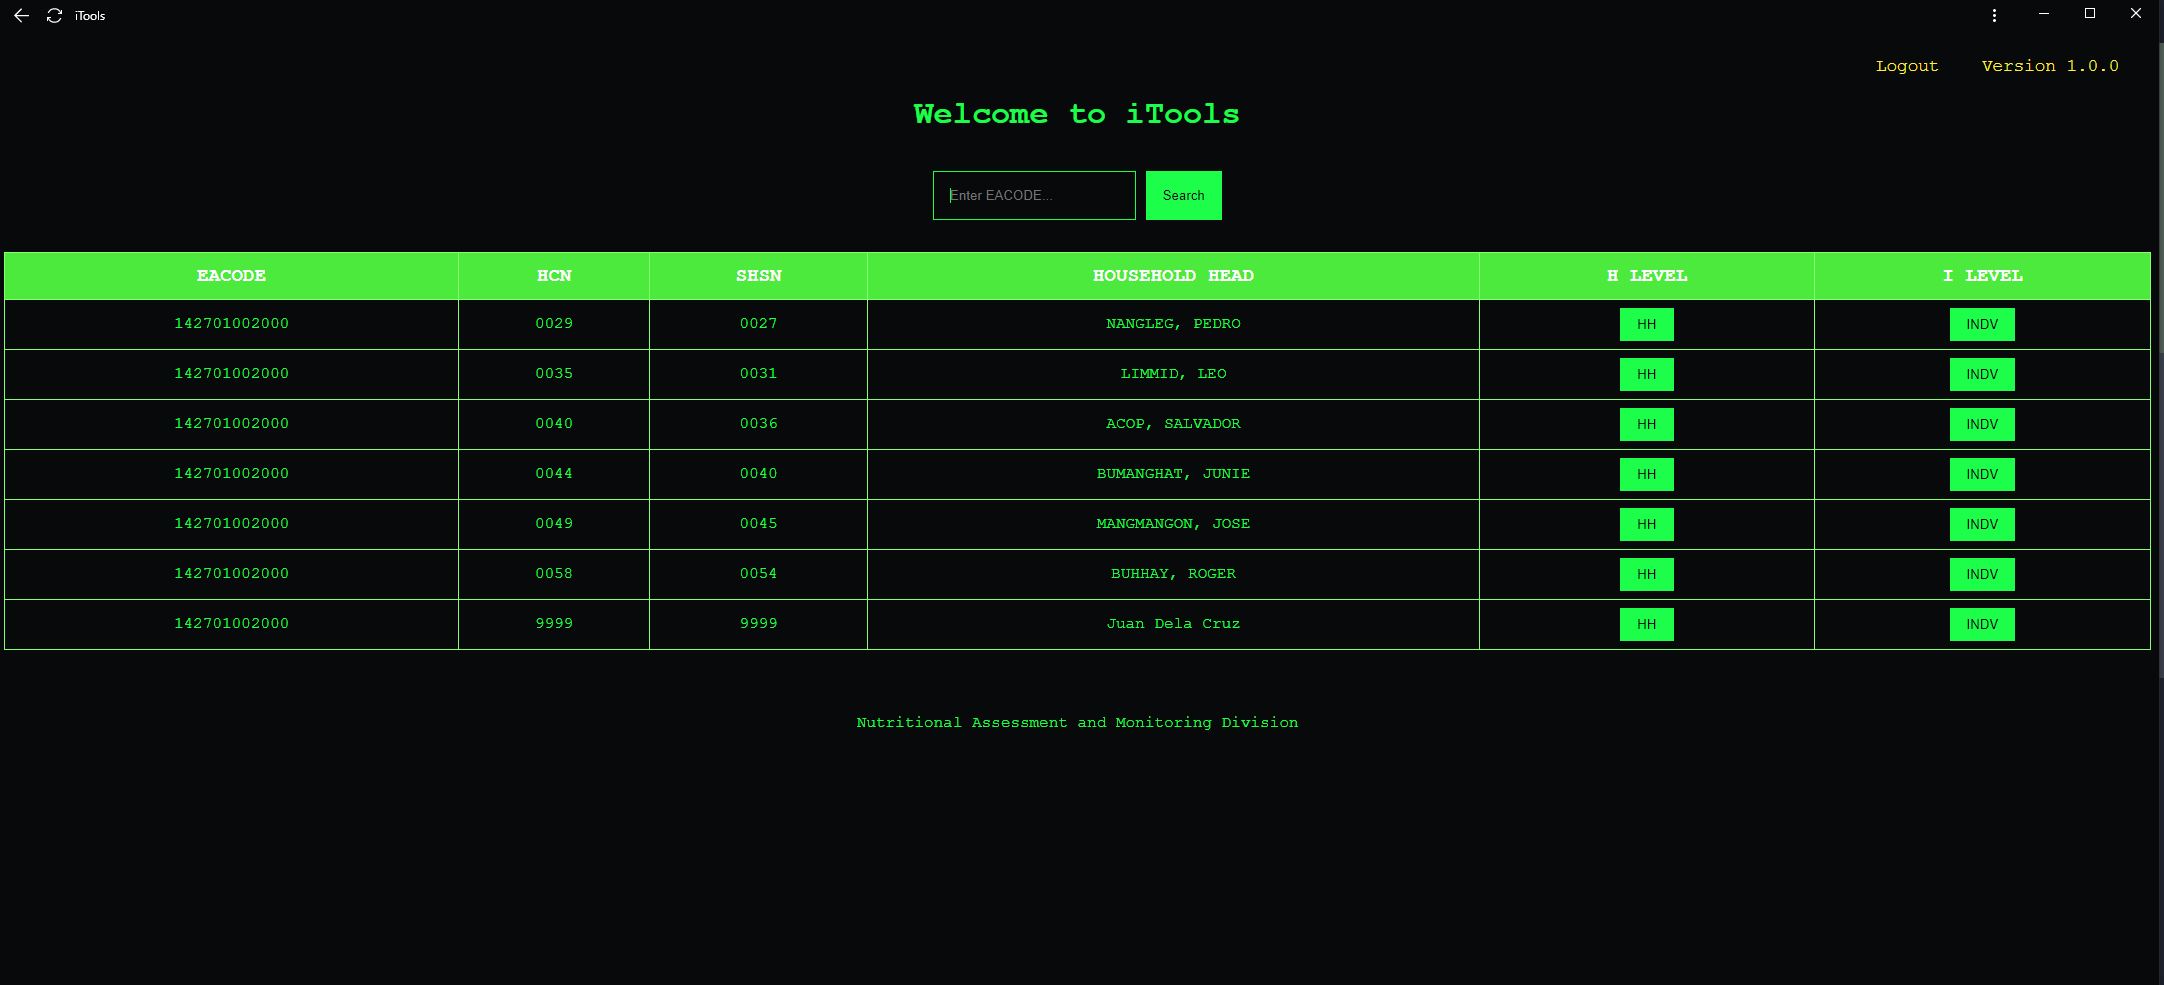 iTools
Logout Version 1.0.0
Welcome to iTools
Enter EACODE... Search
EACODE HCN SHSN HOUSEHOLD HEAD H LEVEL I LEVEL
142701002000 0029 0027 NANGLEG, PEDRO HH INDV
142701002000 0035 0031 LIMMID, LEO HH INDV
142701002000 0040 0036 ACOP, SALVADOR HH INDV
142701002000 0044 0040 BUMANGHAT, JUNIE HH INDV
142701002000 0049 0045 MANGMANGON, JOSE HH INDV
142701002000 0058 0054 BUHHAY, ROGER HH INDV
142701002000 9999 9999 Juan Dela Cruz HH INDV
Nutritional Assessment and Monitoring Division